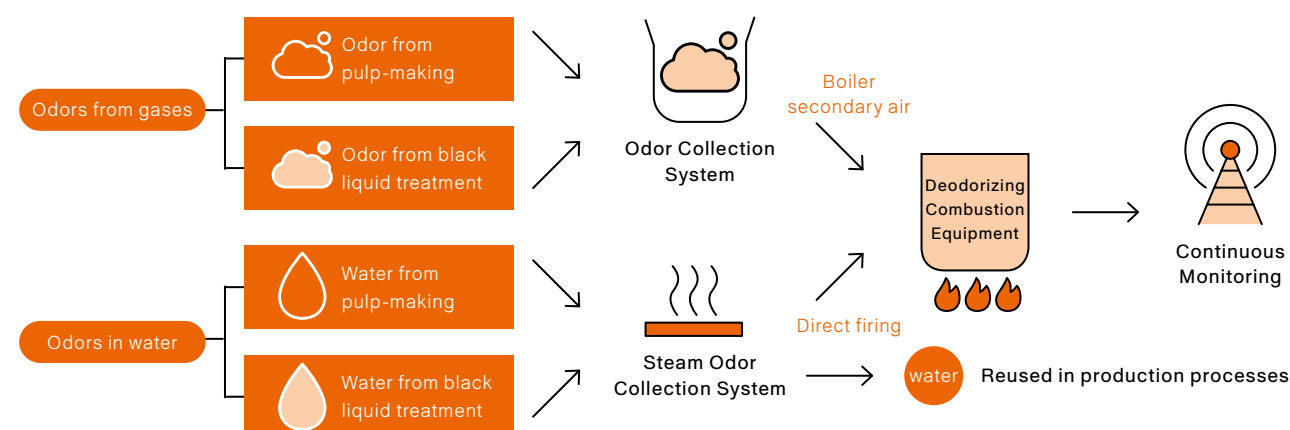 Odors from gases
Odor from
pulp-making
Odor from black
liquid treatment
Odor Collection
System
Boiler
secondary air
Deodorizing
Combustion
Equipment
Continuous
Monitoring
Odors in water
Water from
pulp-making
Water from black
liquid treatment
Steam Odor
Collection System
Direct firing
water
Reused in production processes